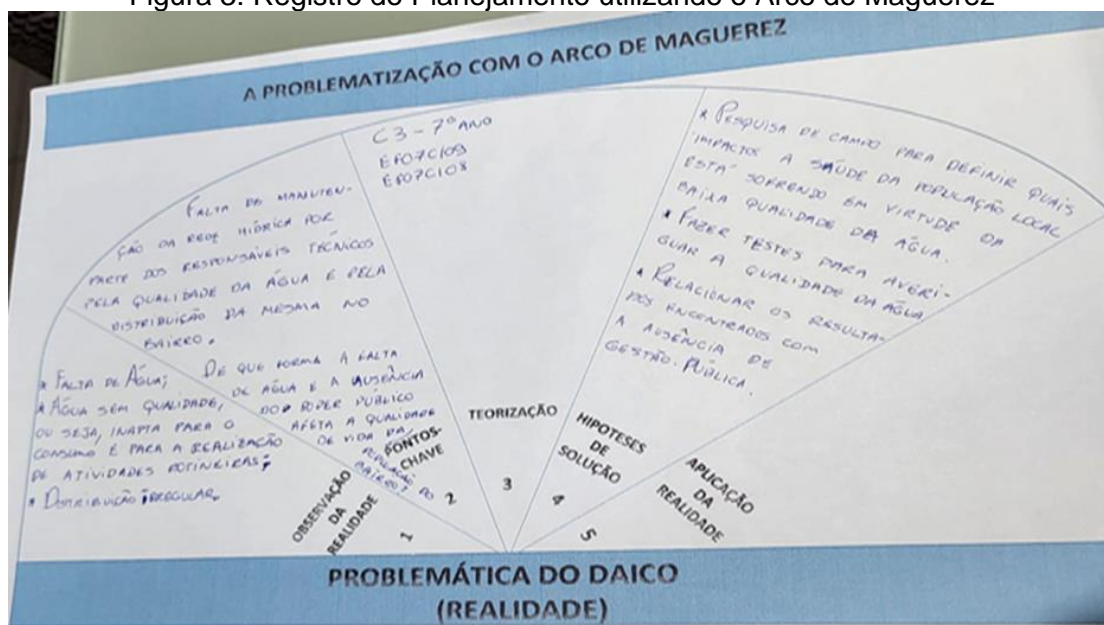 Figura 3. Registro do Planejamento utilizando o Arco de Maguerez
A PROBLEMATIZAÇÃO COM O ARCO DE MAGUEREZ
* FALTA DE ÁGUA;
* ÁGUA SEM QUALIDADE,
OU SEJA, INAPTA PARA O
CONSUMO E PARA A REALIZAÇÃO
DE ATIVIDADES ROTINEIRAS;
* DISTRIBUIÇÃO IRREGULAR.
OBSERVAÇÃO
DA
REALIDADE
1
FALTA DE MANUTEN-
ÇÃO DA REDE HÍDRICA POR
PARTE DOS RESPONSÁVEIS TÉCNICOS
PELA QUALIDADE DA ÁGUA E PELA
DISTRIBUIÇÃO DA MESMA NO
BAIRRO.
DE QUE FORMA A FALTA
DE ÁGUA E A AUSÊNCIA
DO PODER PÚBLICO
AFETA A QUALIDADE
DE VIDA DA
POPULAÇÃO DO
BAIRRO?
PONTOS-
CHAVE
2
C3 - 7º ANO
EF07CI09
EF07CI08
TEORIZAÇÃO
3
* PESQUISA DE CAMPO PARA DEFINIR QUAIS
IMPACTOS A SAÚDE DA POPULAÇÃO LOCAL
ESTÁ SOFRENDO EM VIRTUDE DA
BAIXA QUALIDADE DA ÁGUA.
* FAZER TESTES PARA AVERI-
GUAR A QUALIDADE DA ÁGUA
* RELACIONAR OS RESULTA-
DOS ENCONTRADOS COM
A AUSÊNCIA DE
GESTÃO PÚBLICA.
HIPOTESES
DE
SOLUÇÃO
4
APLICAÇÃO
DA
REALIDADE
5
PROBLEMÁTICA DO DAICO
(REALIDADE)